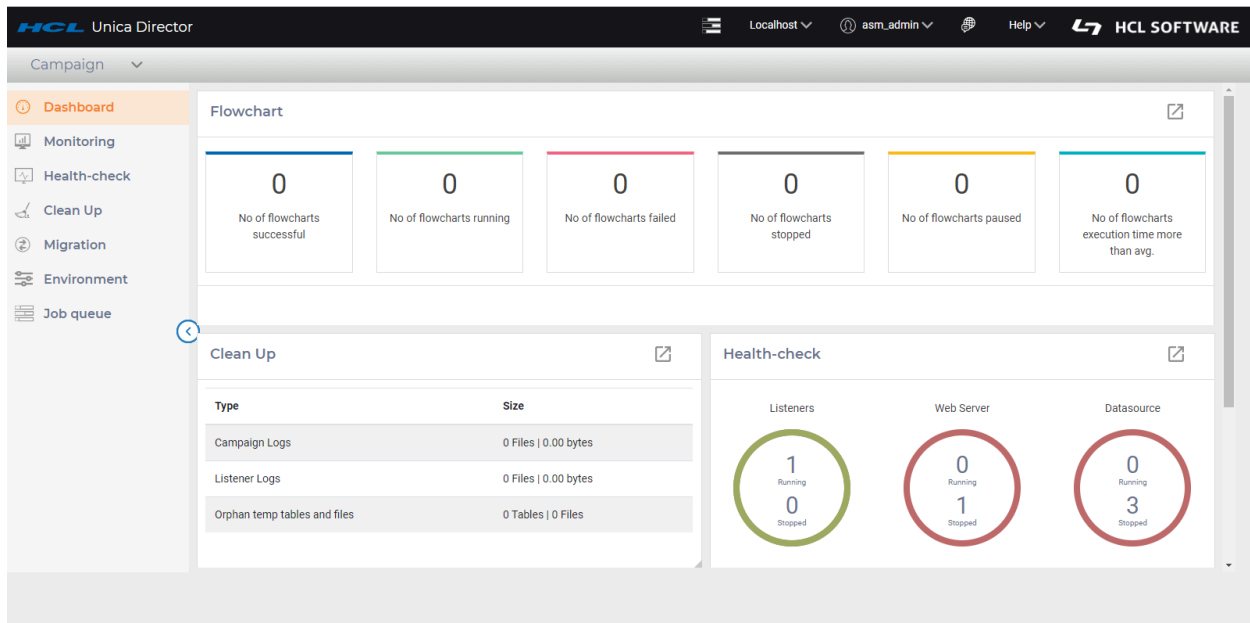 HCL Unica Director
Localhost
asm_admin
Help
HCL SOFTWARE
Campaign
Dashboard
Monitoring
Health-check
Clean Up
Migration
Environment
Job queue
Flowchart
0
No of flowcharts
successful
0
No of flowcharts running
0
No of flowcharts failed
0
No of flowcharts
stopped
0
No of flowcharts paused
0
No of flowcharts
execution time more
than avg.
Clean Up
Type Size
Campaign Logs 0 Files | 0.00 bytes
Listener Logs 0 Files | 0.00 bytes
Orphan temp tables and files 0 Tables | 0 Files
Health-check
Listeners
1
Running
0
Stopped
Web Server
0
Running
1
Stopped
Datasource
0
Running
3
Stopped